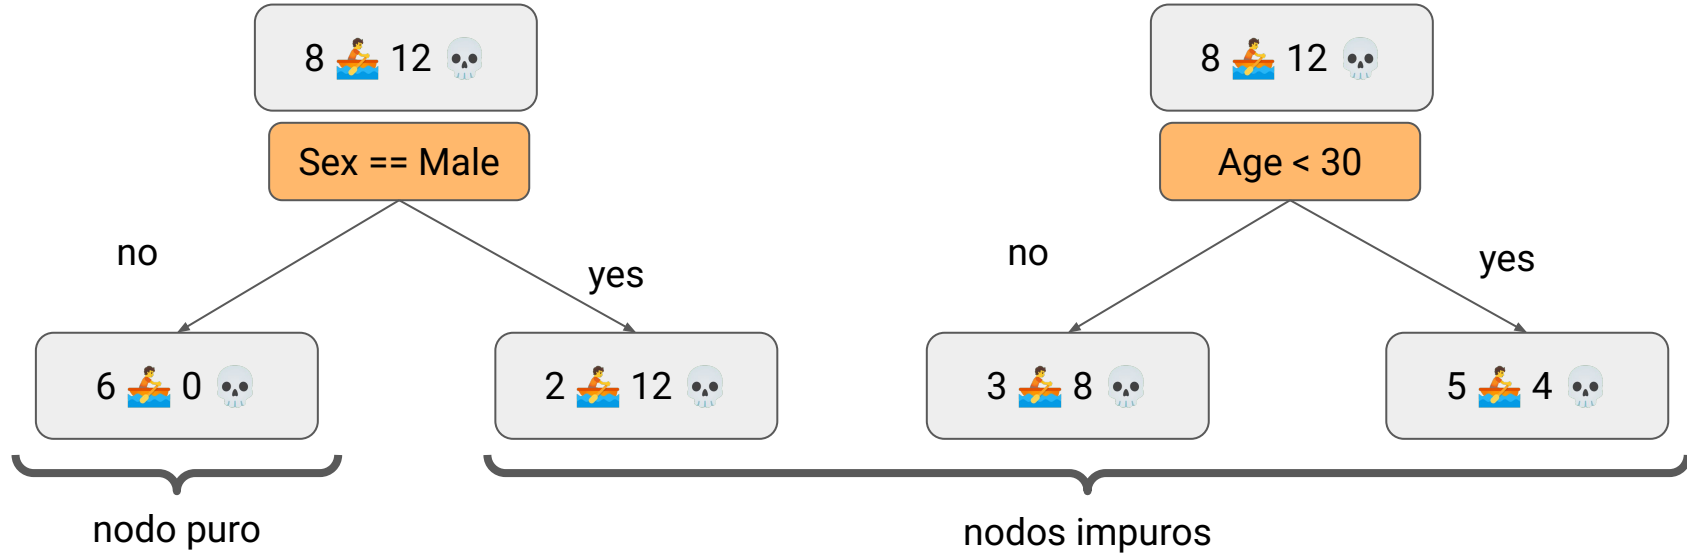 8 🚣 12 💀
8 🚣 12 💀
Sex == Male
Age < 30
no
yes
no
yes
6 🚣 0 💀
2 🚣 12 💀
3 🚣 8 💀
5 🚣 4 💀
nodo puro
nodos impuros